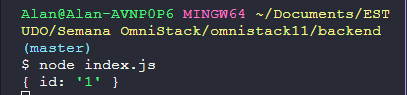 Alan@Alan-AVNP0P6 MINGW64 ~/Documents/EST
UDO/Semana OmniStack/omnistack11/backend
(master)
$ node index.js
{ id: '1' }